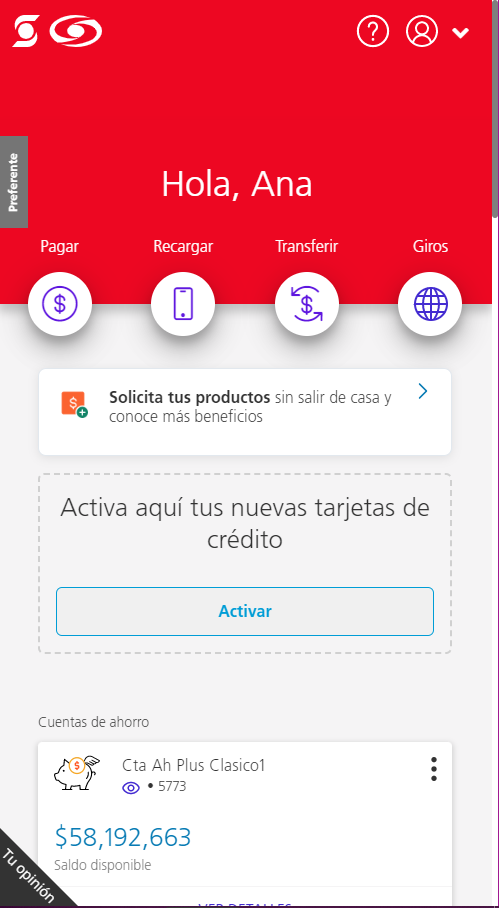 Preferente
Hola, Ana
Pagar
Recargar
Transferir
Giros
Solicita tus productos sin salir de casa y
conoce más beneficios
Activa aquí tus nuevas tarjetas de
crédito
Activar
Cuentas de ahorro
Cta Ah Plus Clasico1
• 5773
$58,192,663
Saldo disponible
VER DETALLES
Tu opinión